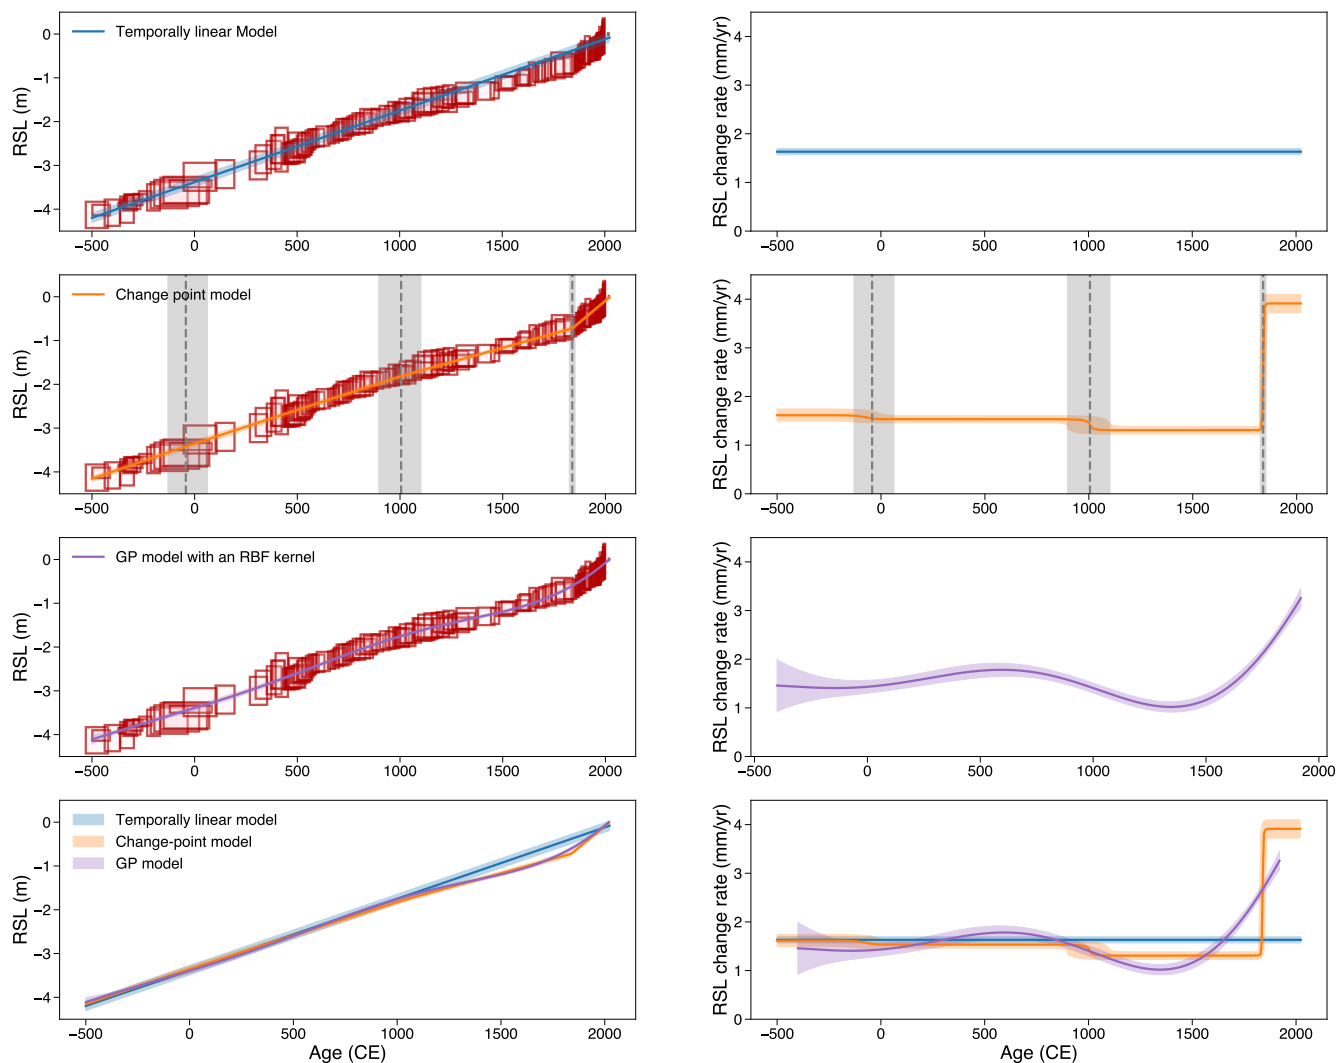 Temporally linear Model
RSL (m)
0
−1
−2
−3
−4
−500 0 500 1000 1500 2000
RSL change rate (mm/yr)
4
3
2
1
0
−500 0 500 1000 1500 2000
Change point model
RSL (m)
0
−1
−2
−3
−4
−500 0 500 1000 1500 2000
RSL change rate (mm/yr)
4
3
2
1
0
−500 0 500 1000 1500 2000
GP model with an RBF kernel
RSL (m)
0
−1
−2
−3
−4
−500 0 500 1000 1500 2000
RSL change rate (mm/yr)
4
3
2
1
0
−500 0 500 1000 1500 2000
Temporally linear model
Change-point model
GP model
RSL (m)
0
−1
−2
−3
−4
−500 0 500 1000 1500 2000
Age (CE)
RSL change rate (mm/yr)
4
3
2
1
0
−500 0 500 1000 1500 2000
Age (CE)